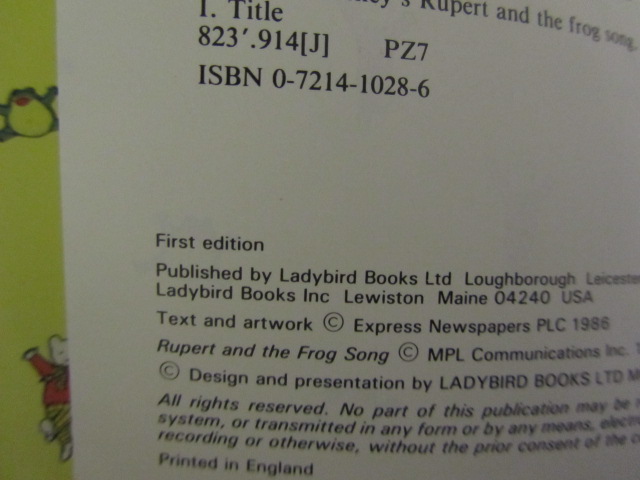 's Rupert and the frog song.
I. Title
823'.914[J] PZ7
ISBN 0-7214-1028-6
First edition
Published by Ladybird Books Ltd Loughborough Leicester
Ladybird Books Inc Lewiston Maine 04240 USA
Text and artwork © Express Newspapers PLC 1986
Rupert and the Frog Song © MPL Communications Inc.
© Design and presentation by LADYBIRD BOOKS LTD M
All rights reserved. No part of this publication may be
system, or transmitted in any form or by any means, elec
recording or otherwise, without the prior consent of the
Printed in England